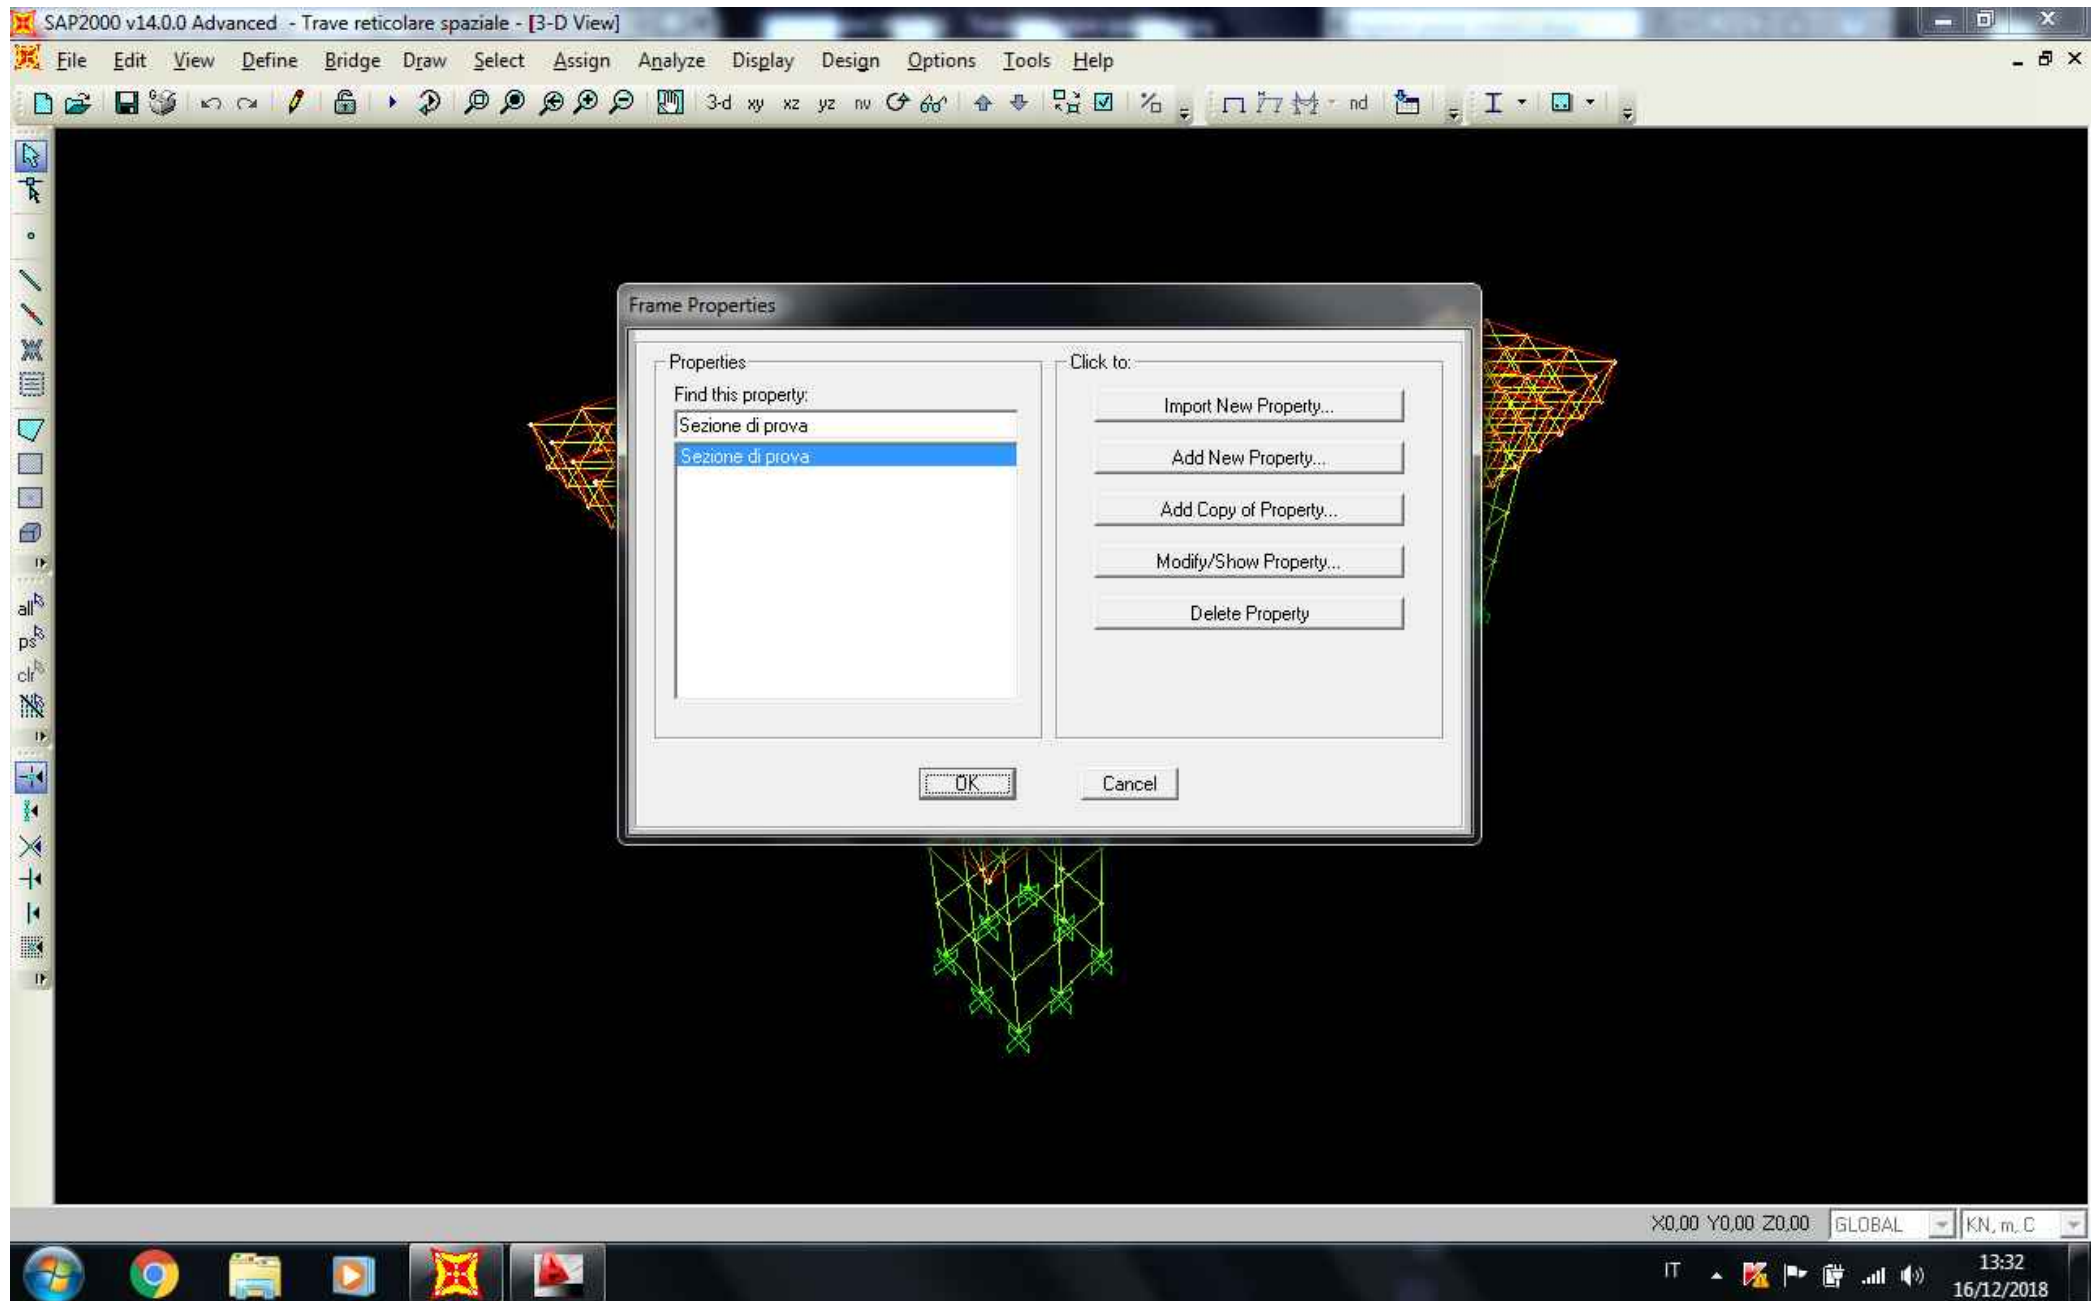 SAP2000 v14.0.0 Advanced - Trave reticolare spaziale - [3-D View]
File Edit View Define Bridge Draw Select Assign Analyze Display Design Options Tools Help
3-d xy xz yz nv nd
Frame Properties
Properties
Find this property:
Sezione di prova
Sezione di prova
Click to:
Import New Property...
Add New Property...
Add Copy of Property...
Modify/Show Property...
Delete Property
OK Cancel
all
ps
clr
X0,00 Y0,00 Z0,00 GLOBAL KN, m, C
IT
13:32
16/12/2018